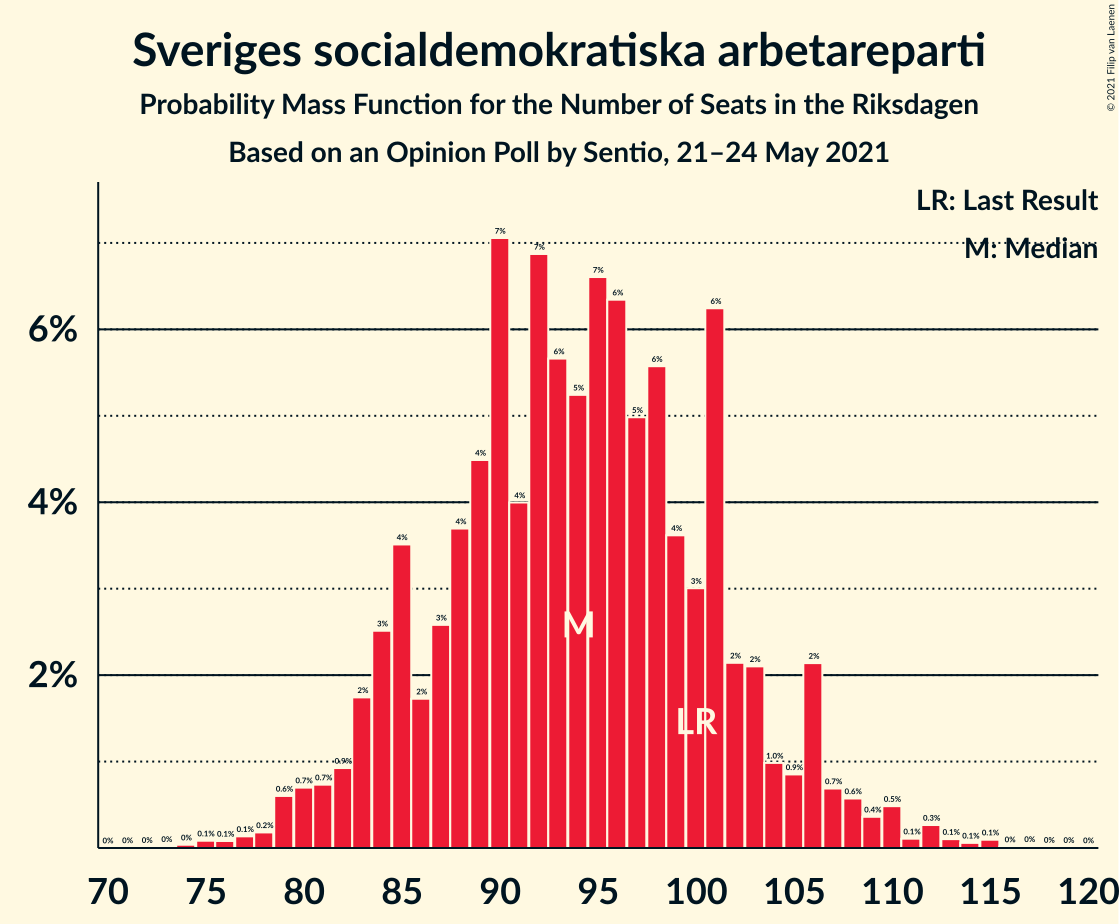 Sveriges socialdemokratiska arbetareparti
Probability Mass Function for the Number of Seats in the Riksdagen
Based on an Opinion Poll by Sentio, 21–24 May 2021
© 2021 Filip van Laenen
LR: Last Result
M: Median
6%
4%
2%
0% 0% 0% 0% 0% 0.1% 0.1% 0.1% 0.2% 0.6% 0.7% 0.7% 0.9% 2% 3% 4% 2% 3% 4% 4% 7% 4% 7% 6% 5% 7% 6% 5% 6% 4% 3% 6% 2% 2% 1.0% 0.9% 2% 0.7% 0.6% 0.4% 0.5% 0.1% 0.3% 0.1% 0.1% 0.1% 0% 0% 0% 0% 0%
M
LR
70 75 80 85 90 95 100 105 110 115 120